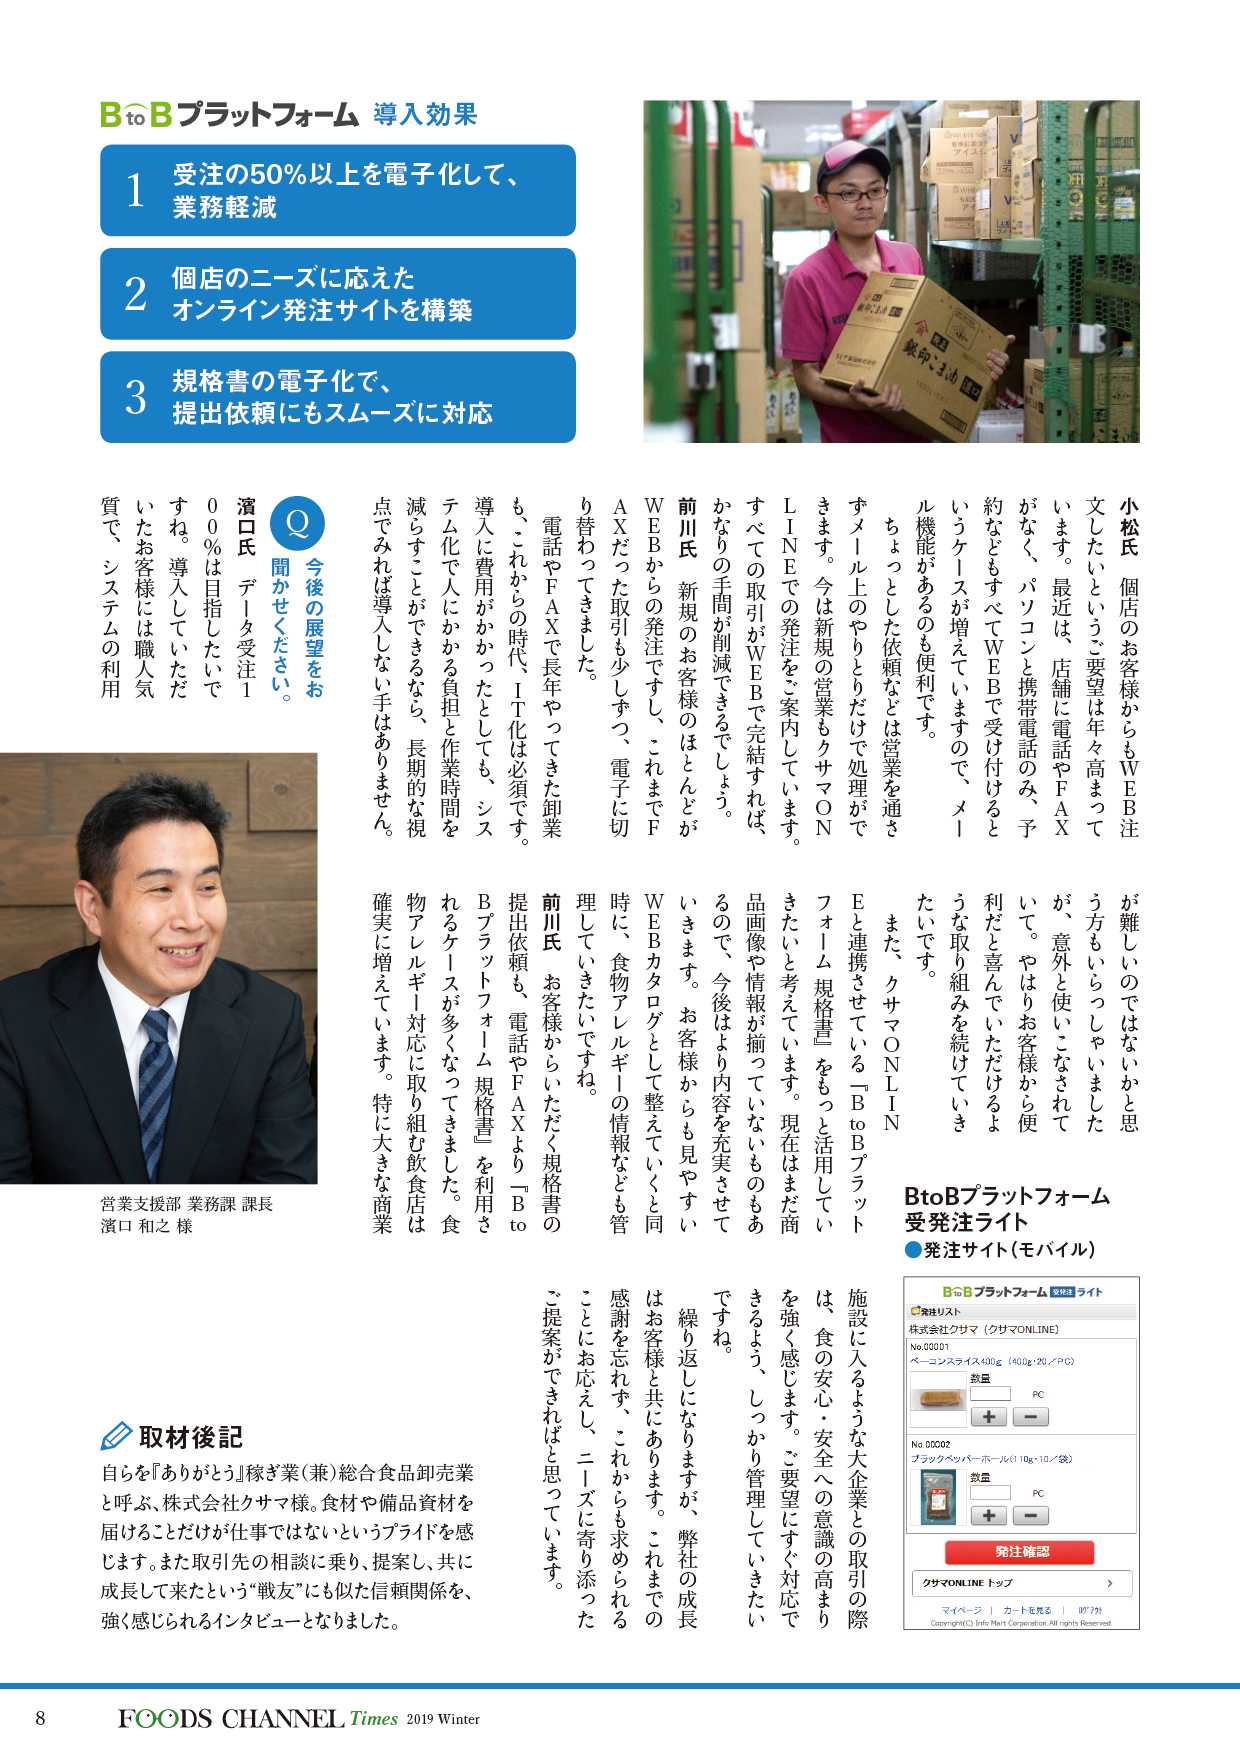 BtoBプラットフォーム 導入効果
1 受注の50%以上を電子化して、
業務軽減
2 個店のニーズに応えた
オンライン発注サイトを構築
3 規格書の電子化で、
提出依頼にもスムーズに対応
小松氏　個店のお客様からもWEB注
文したいというご要望は年々高まって
います。最近は、店舗に電話やFAX
がなく、パソコンと携帯電話のみ、予
約などもすべてWEBで受け付けると
いうケースが増えていますので、メー
ル機能があるのも便利です。
　ちょっとした依頼などは営業を通さ
ずメール上のやりとりだけで処理がで
きます。今は新規の営業もクサマON
LINEでの発注をご案内しています。
すべての取引がWEBで完結すれば、
かなりの手間が削減できるでしょう。
前川氏　新規のお客様のほとんどが
WEBからの発注ですし、これまでF
AXだった取引も少しずつ、電子に切
り替わってきました。
　電話やFAXで長年やってきた卸業
も、これからの時代、IT化は必須です。
導入に費用がかかったとしても、シス
テム化で人にかかる負担と作業時間を
減らすことができるなら、長期的な視
点でみれば導入しない手はありません。
Q 今後の展望をお
聞かせください。
濱口氏　データ受注1
00％は目指したいで
すね。導入していただ
いたお客様には職人気
質で、システムの利用
が難しいのではないかと思
う方もいらっしゃいました
が、意外と使いこなされて
いて。やはりお客様から便
利だと喜んでいただけるよ
うな取り組みを続けていき
たいです。
　また、クサマONLIN
Eと連携させている『BtoBプラット
フォーム 規格書』をもっと活用してい
きたいと考えています。現在はまだ商
品画像や情報が揃っていないものもあ
るので、今後はより内容を充実させて
いきます。お客様からも見やすい
WEBカタログとして整えていくと同
時に、食物アレルギーの情報なども管
理していきたいですね。
前川氏　お客様からいただく規格書の
提出依頼も、電話やFAXより『Bto
Bプラットフォーム 規格書』を利用さ
れるケースが多くなってきました。食
物アレルギー対応に取り組む飲食店は
確実に増えています。特に大きな商業
施設に入るような大企業との取引の際
は、食の安心・安全への意識の高まり
を強く感じます。ご要望にすぐ対応で
きるよう、しっかり管理していきたい
ですね。
　繰り返しになりますが、弊社の成長
はお客様と共にあります。これまでの
感謝を忘れず、これからも求められる
ことにお応えし、ニーズに寄り添った
ご提案ができればと思っています。
営業支援部 業務課 課長
濱口 和之 様
BtoBプラットフォーム
受発注ライト
●発注サイト(モバイル)
BtoBプラットフォーム 受発注 ライト
発注リスト
株式会社クサマ（クサマONLINE）
No.00001
ベーコンスライス400g（400g・20／PC）
数量
PC
+ −
No.00002
ブラックペッパーホール(110g・10／袋)
数量
PC
+ −
発注確認
クサマONLINE トップ
マイページ | カートを見る | ログアウト
Copyright(C) Info Mart Corporation All rights Reserved.
取材後記
自らを『ありがとう』稼ぎ業(兼)総合食品卸売業
と呼ぶ、株式会社クサマ様。食材や備品資材を
届けることだけが仕事ではないというプライドを感
じます。また取引先の相談に乗り、提案し、共に
成長して来たという“戦友”にも似た信頼関係を、
強く感じられるインタビューとなりました。
8 FOODS CHANNEL Times 2019 Winter